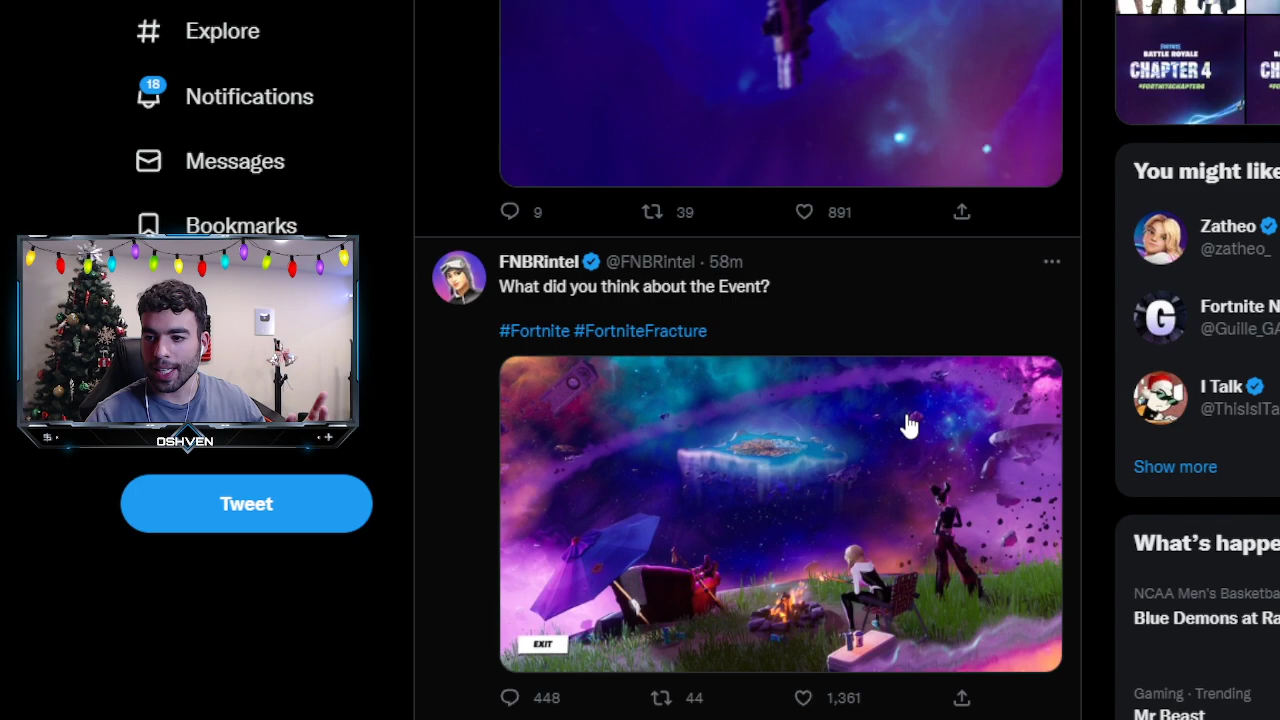 Explore
18
Notifications
Messages
Bookmarks
OSHVEN
Tweet
9
39
891
FNBRintel @FNBRintel · 58m
What did you think about the Event?
#Fortnite #FortniteFracture
EXIT
448
44
1,361
FORTNITE
BATTLE ROYALE
CHAPTER 4
#FORTNITECHAPTER4
CH
You might like
Zatheo
@zatheo_
G
Fortnite N
@Guille_GA
I Talk
@ThisIsITa
Show more
What's happe
NCAA Men's Basketba
Blue Demons at Ra
Gaming · Trending
Mr Beast